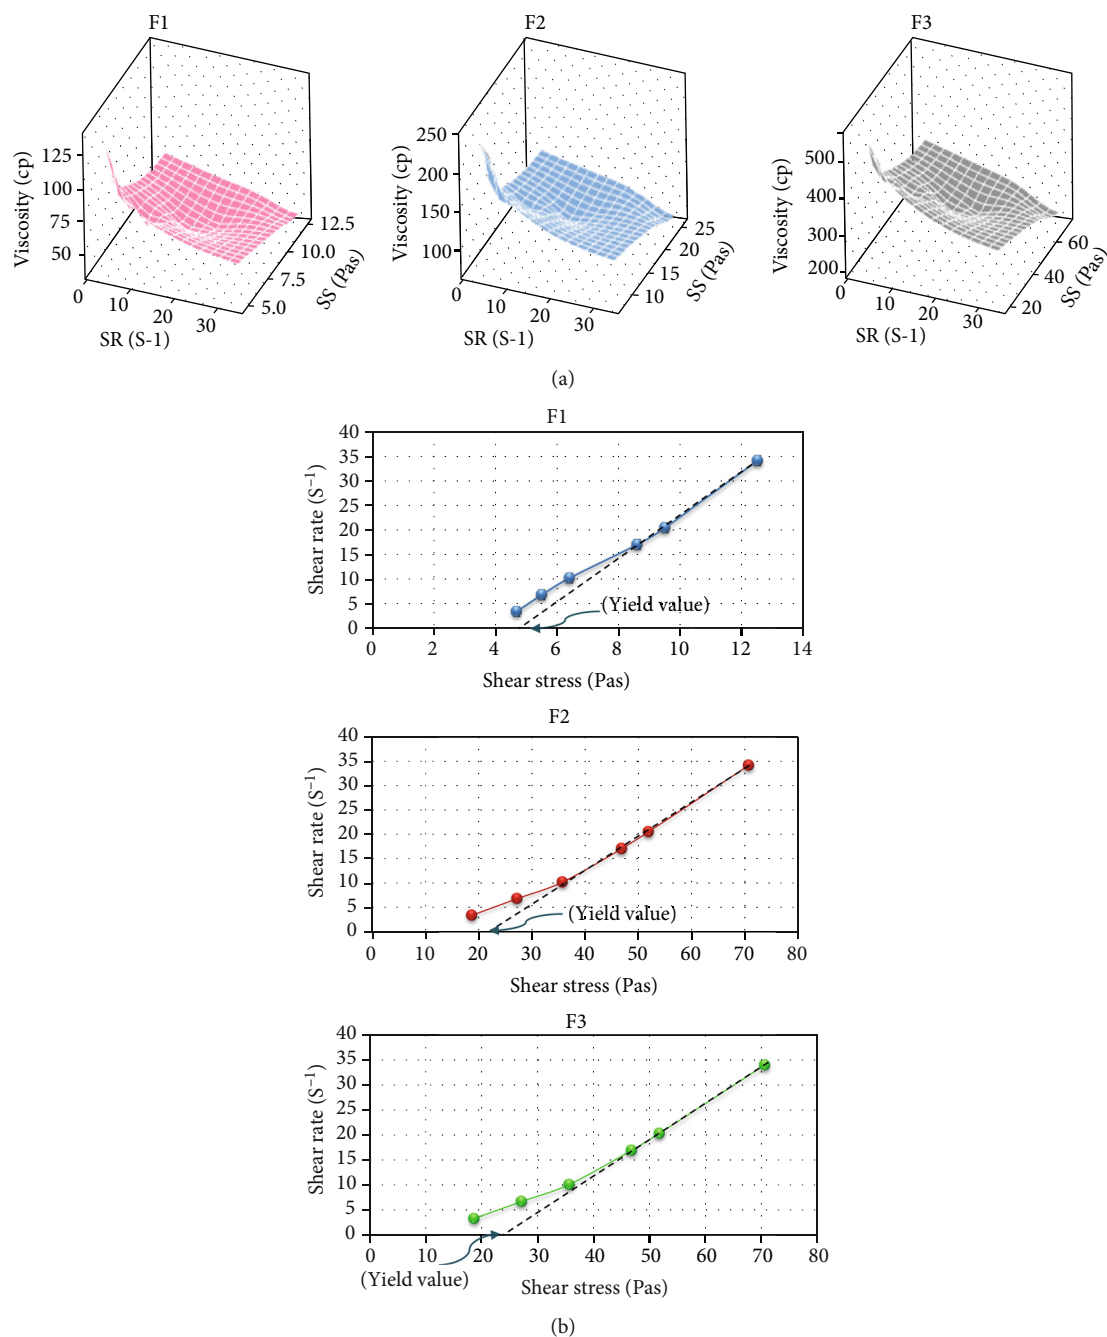 F1
F2
F3
Viscosity (cp)
125
100
75
50
0
10
20
30
SR (S-1)
5.0
7.5
10.0
12.5
SS (Pas)
Viscosity (cp)
250
200
150
100
0
10
20
30
SR (S-1)
10
15
20
25
SS (Pas)
Viscosity (cp)
500
400
300
200
0
10
20
30
SR (S-1)
20
40
60
SS (Pas)
(a)
F1
Shear rate (S⁻¹)
40
35
30
25
20
15
10
5
0
(Yield value)
0 2 4 6 8 10 12 14
Shear stress (Pas)
F2
Shear rate (S⁻¹)
40
35
30
25
20
15
10
5
0
(Yield value)
0 10 20 30 40 50 60 70 80
Shear stress (Pas)
F3
Shear rate (S⁻¹)
40
35
30
25
20
15
10
5
0
0 10 20 30 40 50 60 70 80
(Yield value)
Shear stress (Pas)
(b)